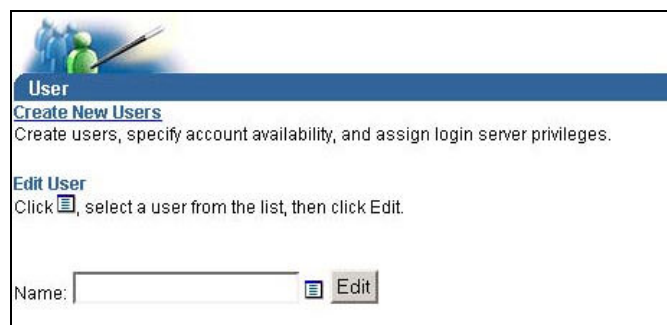 User
Create New Users
Create users, specify account availability, and assign login server privileges.
Edit User
Click , select a user from the list, then click Edit.
Name: Edit